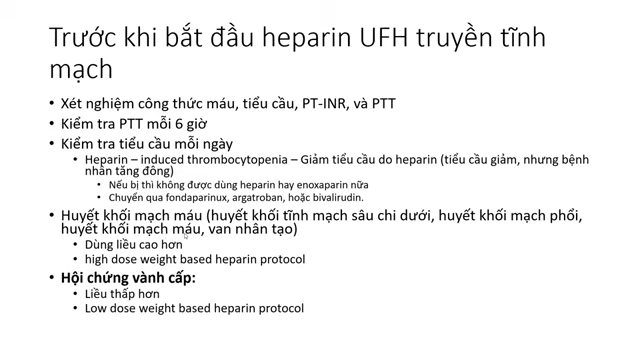 Trước khi bắt đầu heparin UFH truyền tĩnh
mạch
• Xét nghiệm công thức máu, tiểu cầu, PT-INR, và PTT
• Kiểm tra PTT mỗi 6 giờ
• Kiểm tra tiểu cầu mỗi ngày
• Heparin – induced thrombocytopenia – Giảm tiểu cầu do heparin (tiểu cầu giảm, nhưng bệnh
nhân tăng đông)
• Nếu bị thì không được dùng heparin hay enoxaparin nữa
• Chuyển qua fondaparinux, argatroban, hoặc bivalirudin.
• Huyết khối mạch máu (huyết khối tĩnh mạch sâu chi dưới, huyết khối mạch phổi,
huyết khối mạch máu, van nhân tạo)
• Dùng liều cao hơn
• high dose weight based heparin protocol
• Hội chứng vành cấp:
• Liều thấp hơn
• Low dose weight based heparin protocol